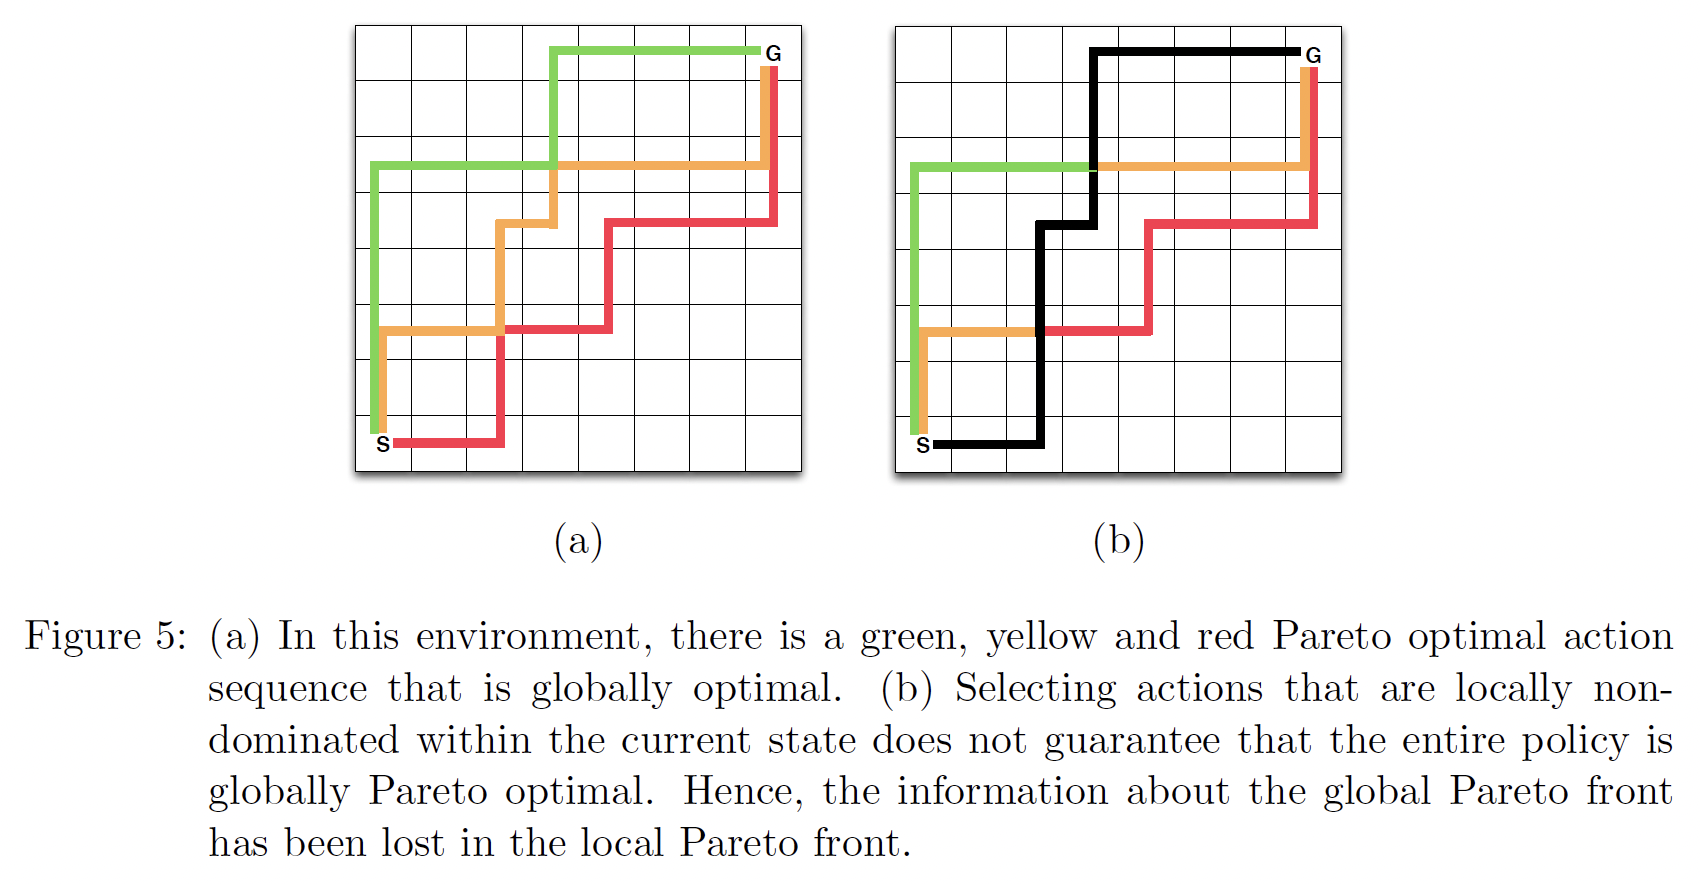 G
G
S
S
(a)
(b)
Figure 5: (a) In this environment, there is a green, yellow and red Pareto optimal action
sequence that is globally optimal. (b) Selecting actions that are locally non-
dominated within the current state does not guarantee that the entire policy is
globally Pareto optimal. Hence, the information about the global Pareto front
has been lost in the local Pareto front.